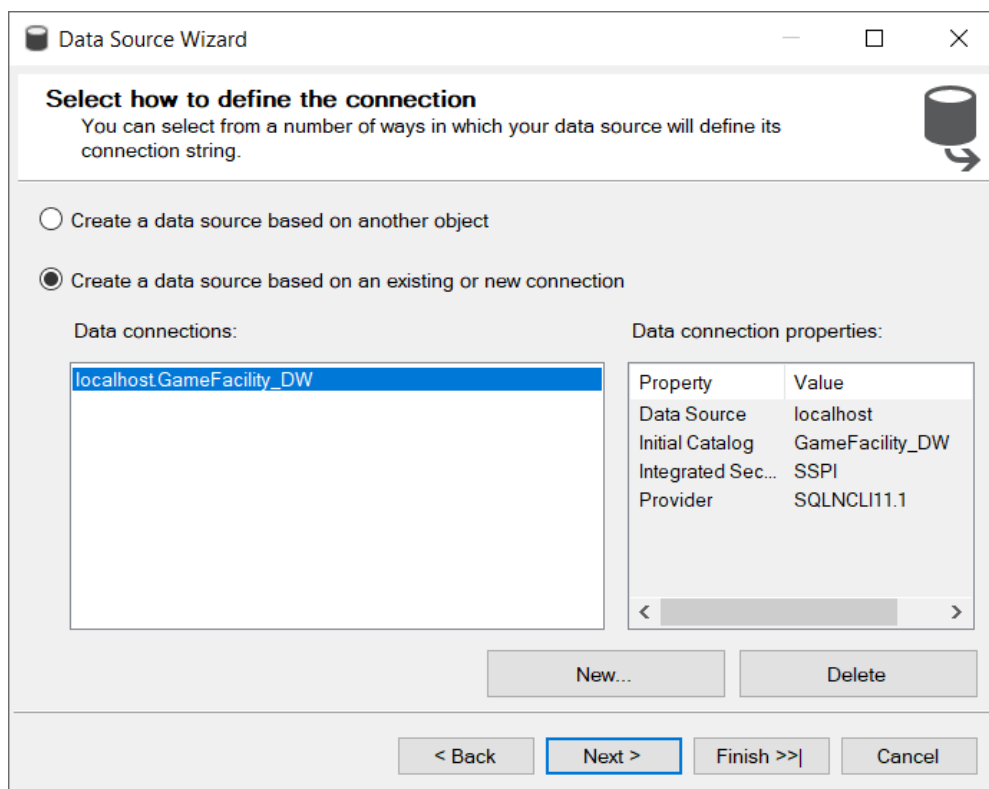 Data Source Wizard
Select how to define the connection
You can select from a number of ways in which your data source will define its
connection string.
Create a data source based on another object
Create a data source based on an existing or new connection
Data connections:
Data connection properties:
localhost.GameFacility_DW
Property Value
Data Source localhost
Initial Catalog GameFacility_DW
Integrated Sec... SSPI
Provider SQLNCLI11.1
New...
Delete
< Back
Next >
Finish >>|
Cancel